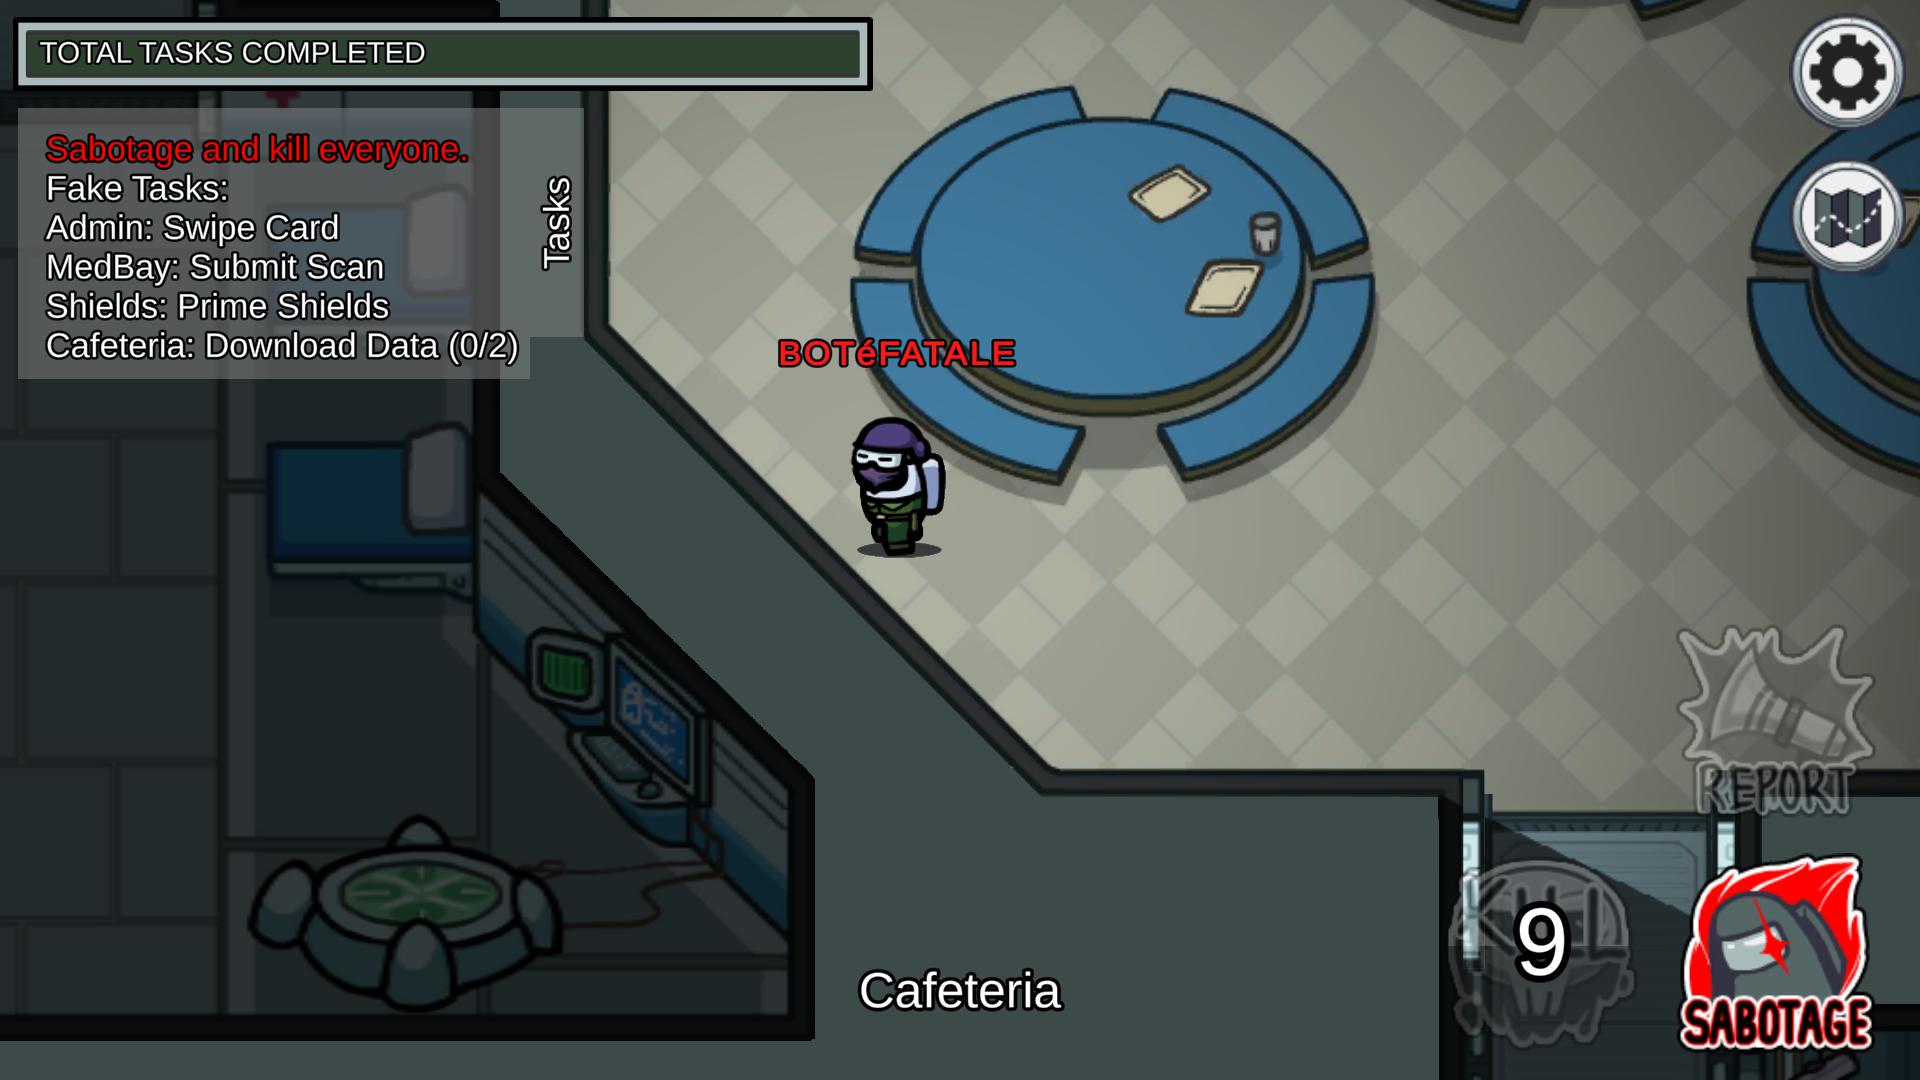 TOTAL TASKS COMPLETED
Sabotage and kill everyone.
Fake Tasks:
Admin: Swipe Card
MedBay: Submit Scan
Shields: Prime Shields
Cafeteria: Download Data (0/2)
Tasks
BOTéFATALE
REPORT
KILL
9
SABOTAGE
Cafeteria